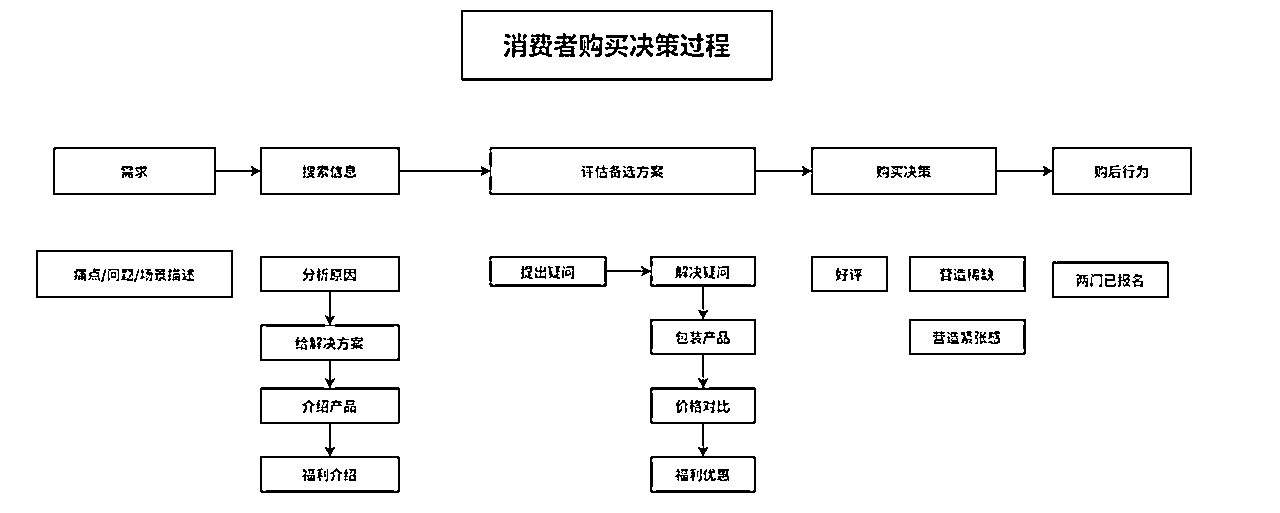 消费者购买决策过程
需求
搜索信息
评估备选方案
购买决策
购后行为
痛点/问题/场景描述
分析原因
给解决方案
介绍产品
福利介绍
提出疑问
解决疑问
包装产品
价格对比
福利优惠
好评
营造稀缺
营造紧张感
两门已报名